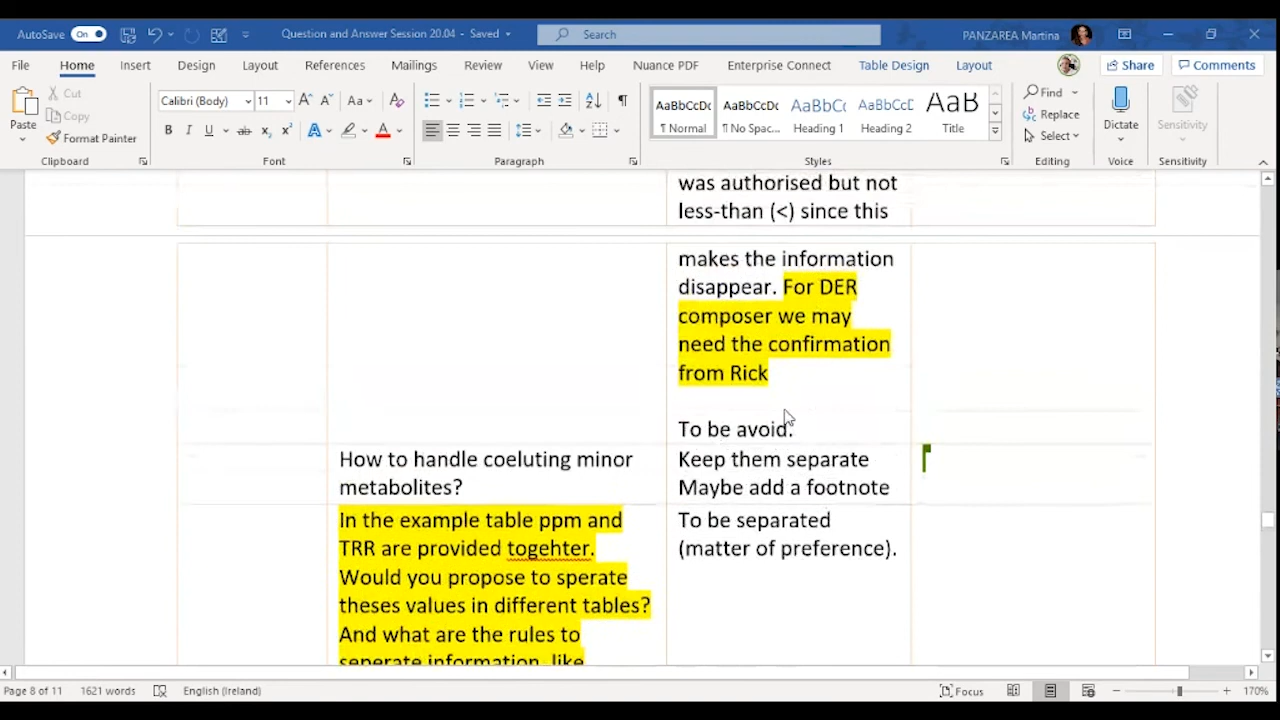 AutoSave On Question and Answer Session 20.04 - Saved Search PANZAREA Martina
File Home Insert Design Layout References Mailings Review View Help Nuance PDF Enterprise Connect Table Design Layout Share Comments
Paste
Cut
Copy
Format Painter
Clipboard
Calibri (Body) 11
Font
Paragraph
AaBbCcDc AaBbCcDc AaBbCc AaBbCcD AaB
¶ Normal ¶ No Spac... Heading 1 Heading 2 Title
Styles
Find
Replace
Select
Editing
Dictate
Voice
Sensitivity
Sensitivity
was authorised but not
less-than (<) since this
makes the information
disappear. For DER
composer we may
need the confirmation
from Rick
To be avoid.
How to handle coeluting minor
metabolites?
Keep them separate
Maybe add a footnote
In the example table ppm and
TRR are provided togehter.
Would you propose to sperate
theses values in different tables?
And what are the rules to
seperate information, like
To be separated
(matter of preference).
Page 8 of 11 1621 words English (Ireland) Focus 170%